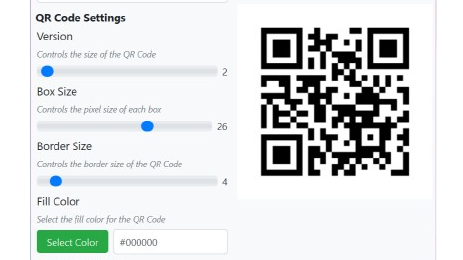 QR Code Settings
Version
Controls the size of the QR Code
2
Box Size
Controls the pixel size of each box
26
Border Size
Controls the border size of the QR Code
4
Fill Color
Select the fill color for the QR Code
Select Color
#000000